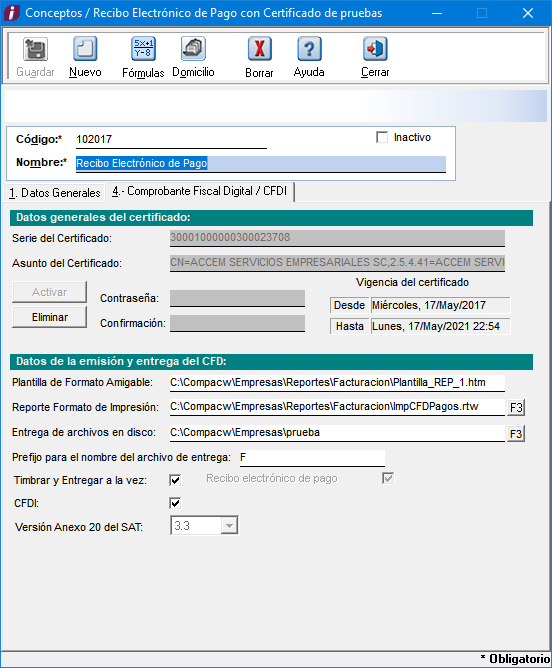 Conceptos / Recibo Electrónico de Pago con Certificado de pruebas
Guardar Nuevo Fórmulas Domicilio Borrar Ayuda Cerrar
Código:* 102017 Inactivo
Nombre:* Recibo Electrónico de Pago
1. Datos Generales 4.- Comprobante Fiscal Digital / CFDI
Datos generales del certificado:
Serie del Certificado: 30001000000300023708
Asunto del Certificado: CN=ACCEM SERVICIOS EMPRESARIALES SC,2.5.4.41=ACCEM SERVI
Vigencia del certificado
Activar Contraseña: Desde Miércoles, 17/May/2017
Eliminar Confirmación: Hasta Lunes, 17/May/2021 22:54
Datos de la emisión y entrega del CFD:
Plantilla de Formato Amigable: C:\Compacw\Empresas\Reportes\Facturacion\Plantilla_REP_1.htm
Reporte Formato de Impresión: C:\Compacw\Empresas\Reportes\Facturacion\ImpCFDPagos.rtw F3
Entrega de archivos en disco: C:\Compacw\Empresas\prueba F3
Prefijo para el nombre del archivo de entrega: F
Timbrar y Entregar a la vez: Recibo electrónico de pago
CFDI:
Versión Anexo 20 del SAT: 3.3
* Obligatorio